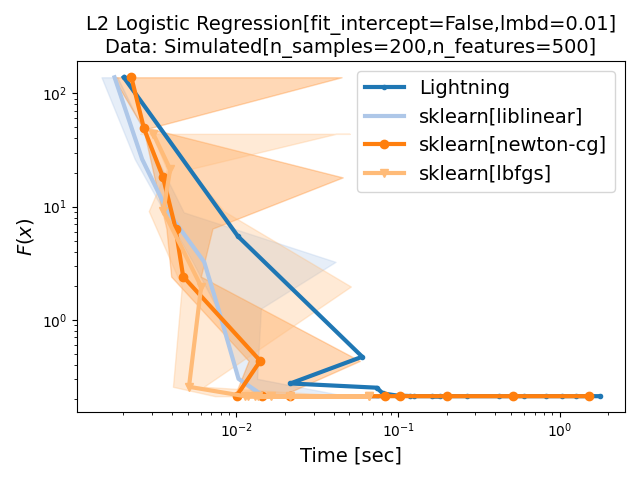 L2 Logistic Regression[fit_intercept=False,lmbd=0.01]
Data: Simulated[n_samples=200,n_features=500]
Lightning
sklearn[liblinear]
sklearn[newton-cg]
sklearn[lbfgs]
F(x)
10²
10¹
10⁰
10⁻²
10⁻¹
10⁰
Time [sec]